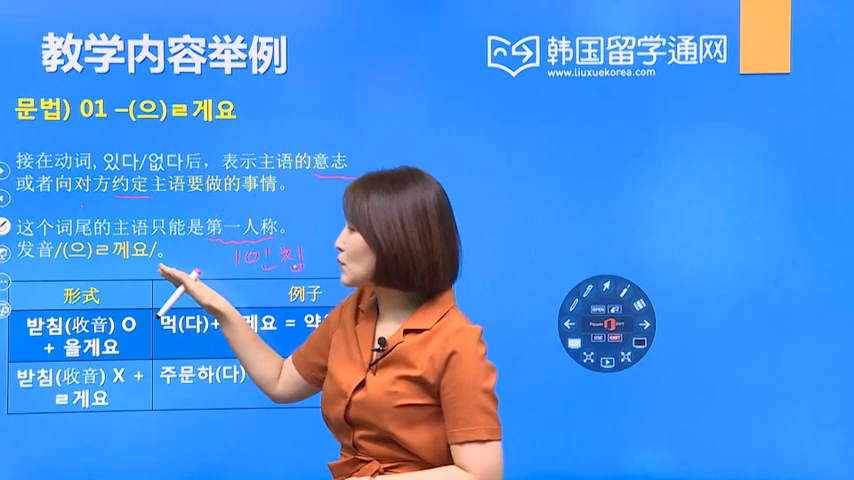 教学内容举例
韩国留学通网
www.liuxuekorea.com
문법) 01 –(으)ㄹ게요
接在动词, 있다/없다后，表示主语的意志
或者向对方约定主语要做的事情。
这个词尾的主语只能是第一人称。
发音/(으)ㄹ께요/。
1인칭
形式
例子
받침(收音) O
+ 을게요
먹(다)+
게요 =
받침(收音) X +
ㄹ게요
주문하(다)
OPEN
ESC
EXIT